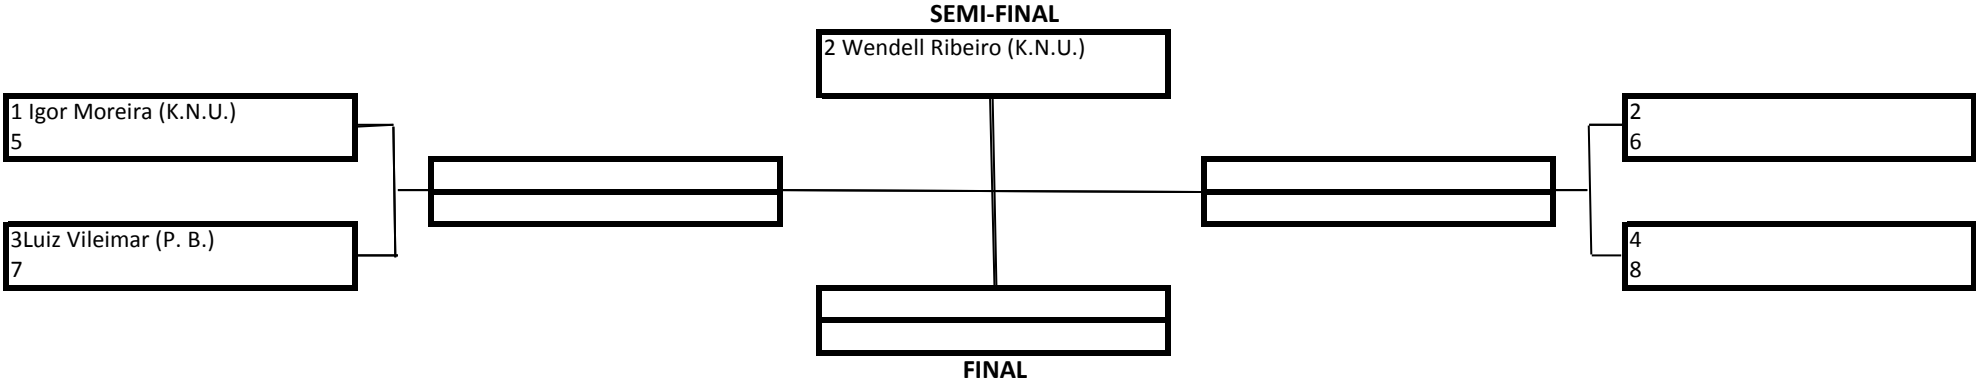 SEMI-FINAL
2 Wendell Ribeiro (K.N.U.)
1 Igor Moreira (K.N.U.)
5
2
6
3Luiz Vileimar (P. B.)
7
4
8
FINAL